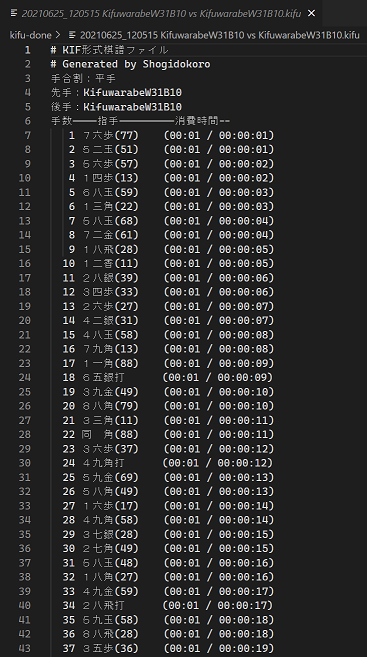 20210625_120515 KifuwarabeW31B10 vs KifuwarabeW31B10.kifu
kifu-done > 20210625_120515 KifuwarabeW31B10 vs KifuwarabeW31B10.kifu
1 # KIF形式棋譜ファイル
2 # Generated by Shogidokoro
3 手合割：平手
4 先手：KifuwarabeW31B10
5 後手：KifuwarabeW31B10
6 手数━━━━指手━━━━━━━━━消費時間--
7 1 ７六歩(77) (00:01 / 00:00:01)
8 2 ５二玉(51) (00:01 / 00:00:01)
9 3 ５六歩(57) (00:01 / 00:00:02)
10 4 １四歩(13) (00:01 / 00:00:02)
11 5 ６八玉(59) (00:01 / 00:00:03)
12 6 １三角(22) (00:01 / 00:00:03)
13 7 ５八玉(68) (00:01 / 00:00:04)
14 8 ７二金(61) (00:01 / 00:00:04)
15 9 １八飛(28) (00:01 / 00:00:05)
16 10 １二香(11) (00:01 / 00:00:05)
17 11 ２八銀(39) (00:01 / 00:00:06)
18 12 ３四歩(33) (00:01 / 00:00:06)
19 13 ２六歩(27) (00:01 / 00:00:07)
20 14 ４二銀(31) (00:01 / 00:00:07)
21 15 ４八玉(58) (00:01 / 00:00:08)
22 16 ７九角(13) (00:01 / 00:00:08)
23 17 １一角(88) (00:01 / 00:00:09)
24 18 ６五銀打 (00:01 / 00:00:09)
25 19 ３九金(49) (00:01 / 00:00:10)
26 20 ８八角(79) (00:01 / 00:00:10)
27 21 ３三角(11) (00:01 / 00:00:11)
28 22 同　角(88) (00:01 / 00:00:11)
29 23 ３六歩(37) (00:01 / 00:00:12)
30 24 ４九角打 (00:01 / 00:00:12)
31 25 ５九金(69) (00:01 / 00:00:13)
32 26 ５八角(49) (00:01 / 00:00:13)
33 27 １六歩(17) (00:01 / 00:00:14)
34 28 ４九角(58) (00:01 / 00:00:14)
35 29 ３七銀(28) (00:01 / 00:00:15)
36 30 ２七角(49) (00:01 / 00:00:15)
37 31 ５八玉(48) (00:01 / 00:00:16)
38 32 １八角(27) (00:01 / 00:00:16)
39 33 ４九金(59) (00:01 / 00:00:17)
40 34 ２八飛打 (00:01 / 00:00:17)
41 35 ５九玉(58) (00:01 / 00:00:18)
42 36 ８八飛(28) (00:01 / 00:00:18)
43 37 ３五歩(36) (00:01 / 00:00:19)